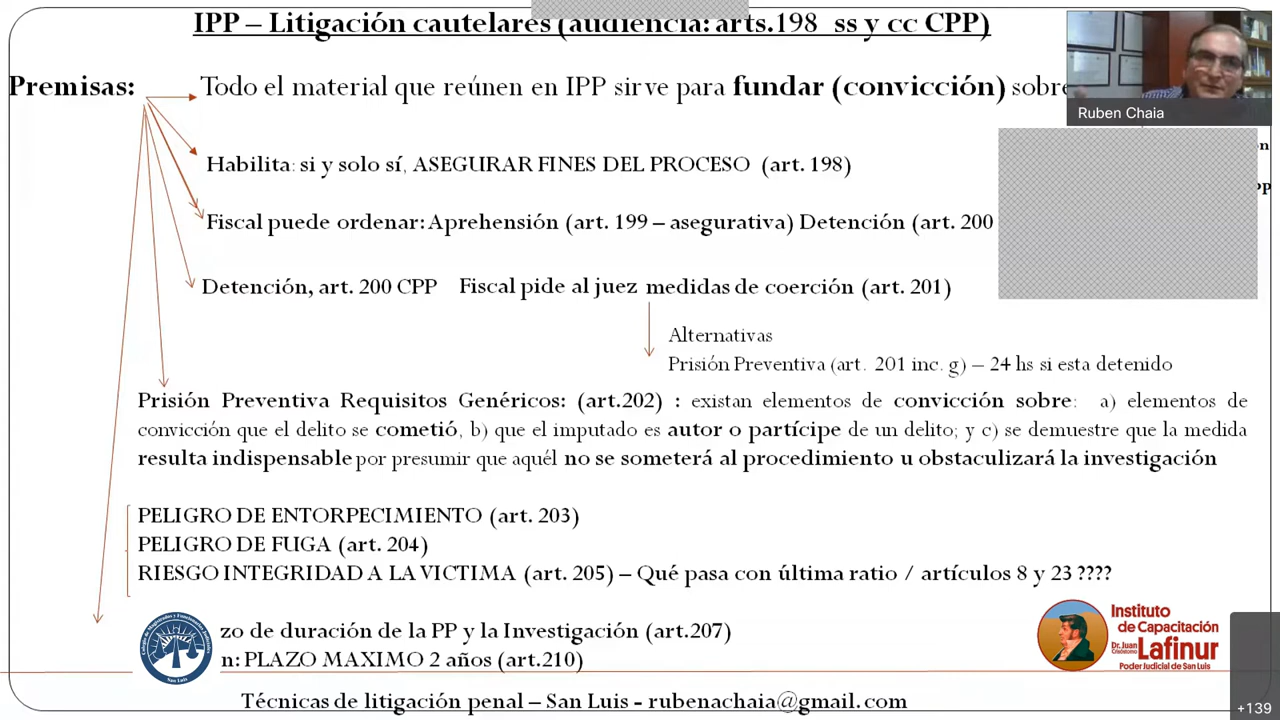 IPP – Litigación cautelares (audiencia: arts.198 ss y cc CPP)
Premisas:
Todo el material que reúnen en IPP sirve para fundar (convicción) sobre
Ruben Chaia
Habilita: si y solo sí, ASEGURAR FINES DEL PROCESO (art. 198)
Fiscal puede ordenar: Aprehensión (art. 199 – asegurativa) Detención (art. 200
Detención, art. 200 CPP Fiscal pide al juez medidas de coerción (art. 201)
Alternativas
Prisión Preventiva (art. 201 inc. g) – 24 hs si esta detenido
Prisión Preventiva Requisitos Genéricos: (art.202) : existan elementos de convicción sobre: a) elementos de
convicción que el delito se cometió, b) que el imputado es autor o partícipe de un delito; y c) se demuestre que la medida
resulta indispensable por presumir que aquél no se someterá al procedimiento u obstaculizará la investigación
PELIGRO DE ENTORPECIMIENTO (art. 203)
PELIGRO DE FUGA (art. 204)
RIESGO INTEGRIDAD A LA VICTIMA (art. 205) – Qué pasa con última ratio / artículos 8 y 23 ????
zo de duración de la PP y la Investigación (art.207)
n: PLAZO MAXIMO 2 años (art.210)
San Luis
Instituto
de Capacitación
Dr. Juan Crisóstomo Lafinur
Poder Judicial de San Luis
Técnicas de litigación penal – San Luis - rubenachaia@gmail.com
+139